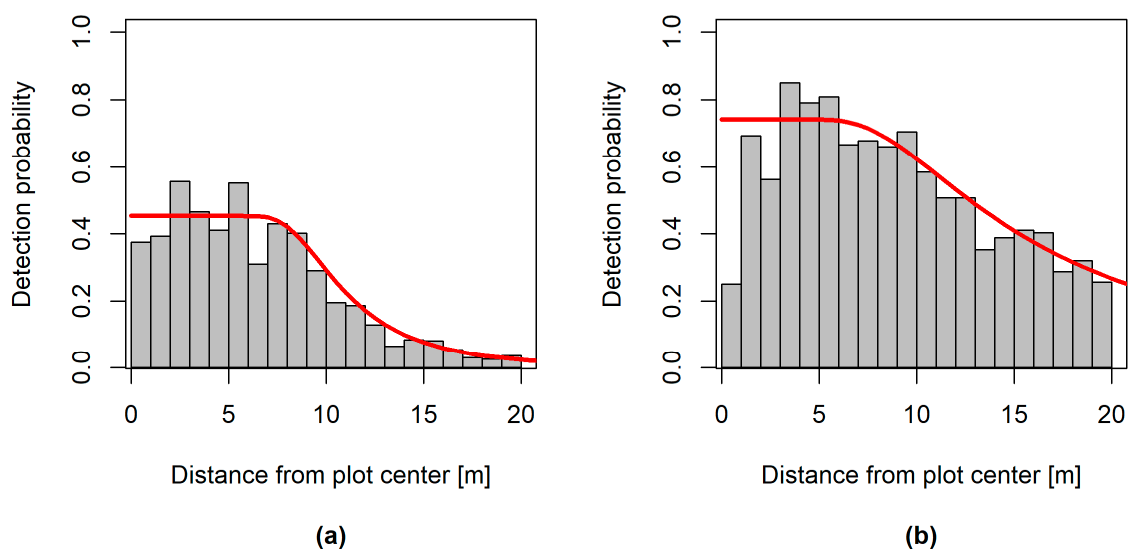 Detection probability
0.0 0.2 0.4 0.6 0.8 1.0
0 5 10 15 20
Distance from plot center [m]
(a)
Detection probability
0.0 0.2 0.4 0.6 0.8 1.0
0 5 10 15 20
Distance from plot center [m]
(b)